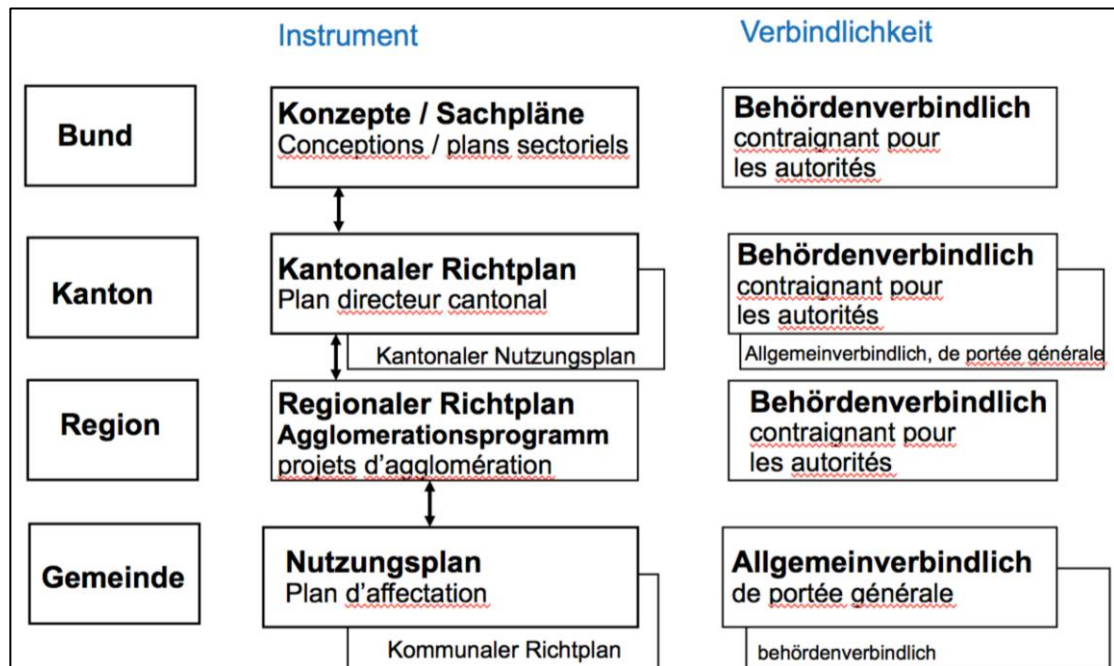 Instrument
Verbindlichkeit
Bund
Konzepte / Sachpläne
Conceptions / plans sectoriels
Behördenverbindlich
contraignant pour
les autorités
Kanton
Kantonaler Richtplan
Plan directeur cantonal
Kantonaler Nutzungsplan
Behördenverbindlich
contraignant pour
les autorités
Allgemeinverbindlich, de portée générale
Region
Regionaler Richtplan
Agglomerationsprogramm
projets d'agglomération
Behördenverbindlich
contraignant pour
les autorités
Gemeinde
Nutzungsplan
Plan d'affectation
Kommunaler Richtplan
Allgemeinverbindlich
de portée générale
behördenverbindlich